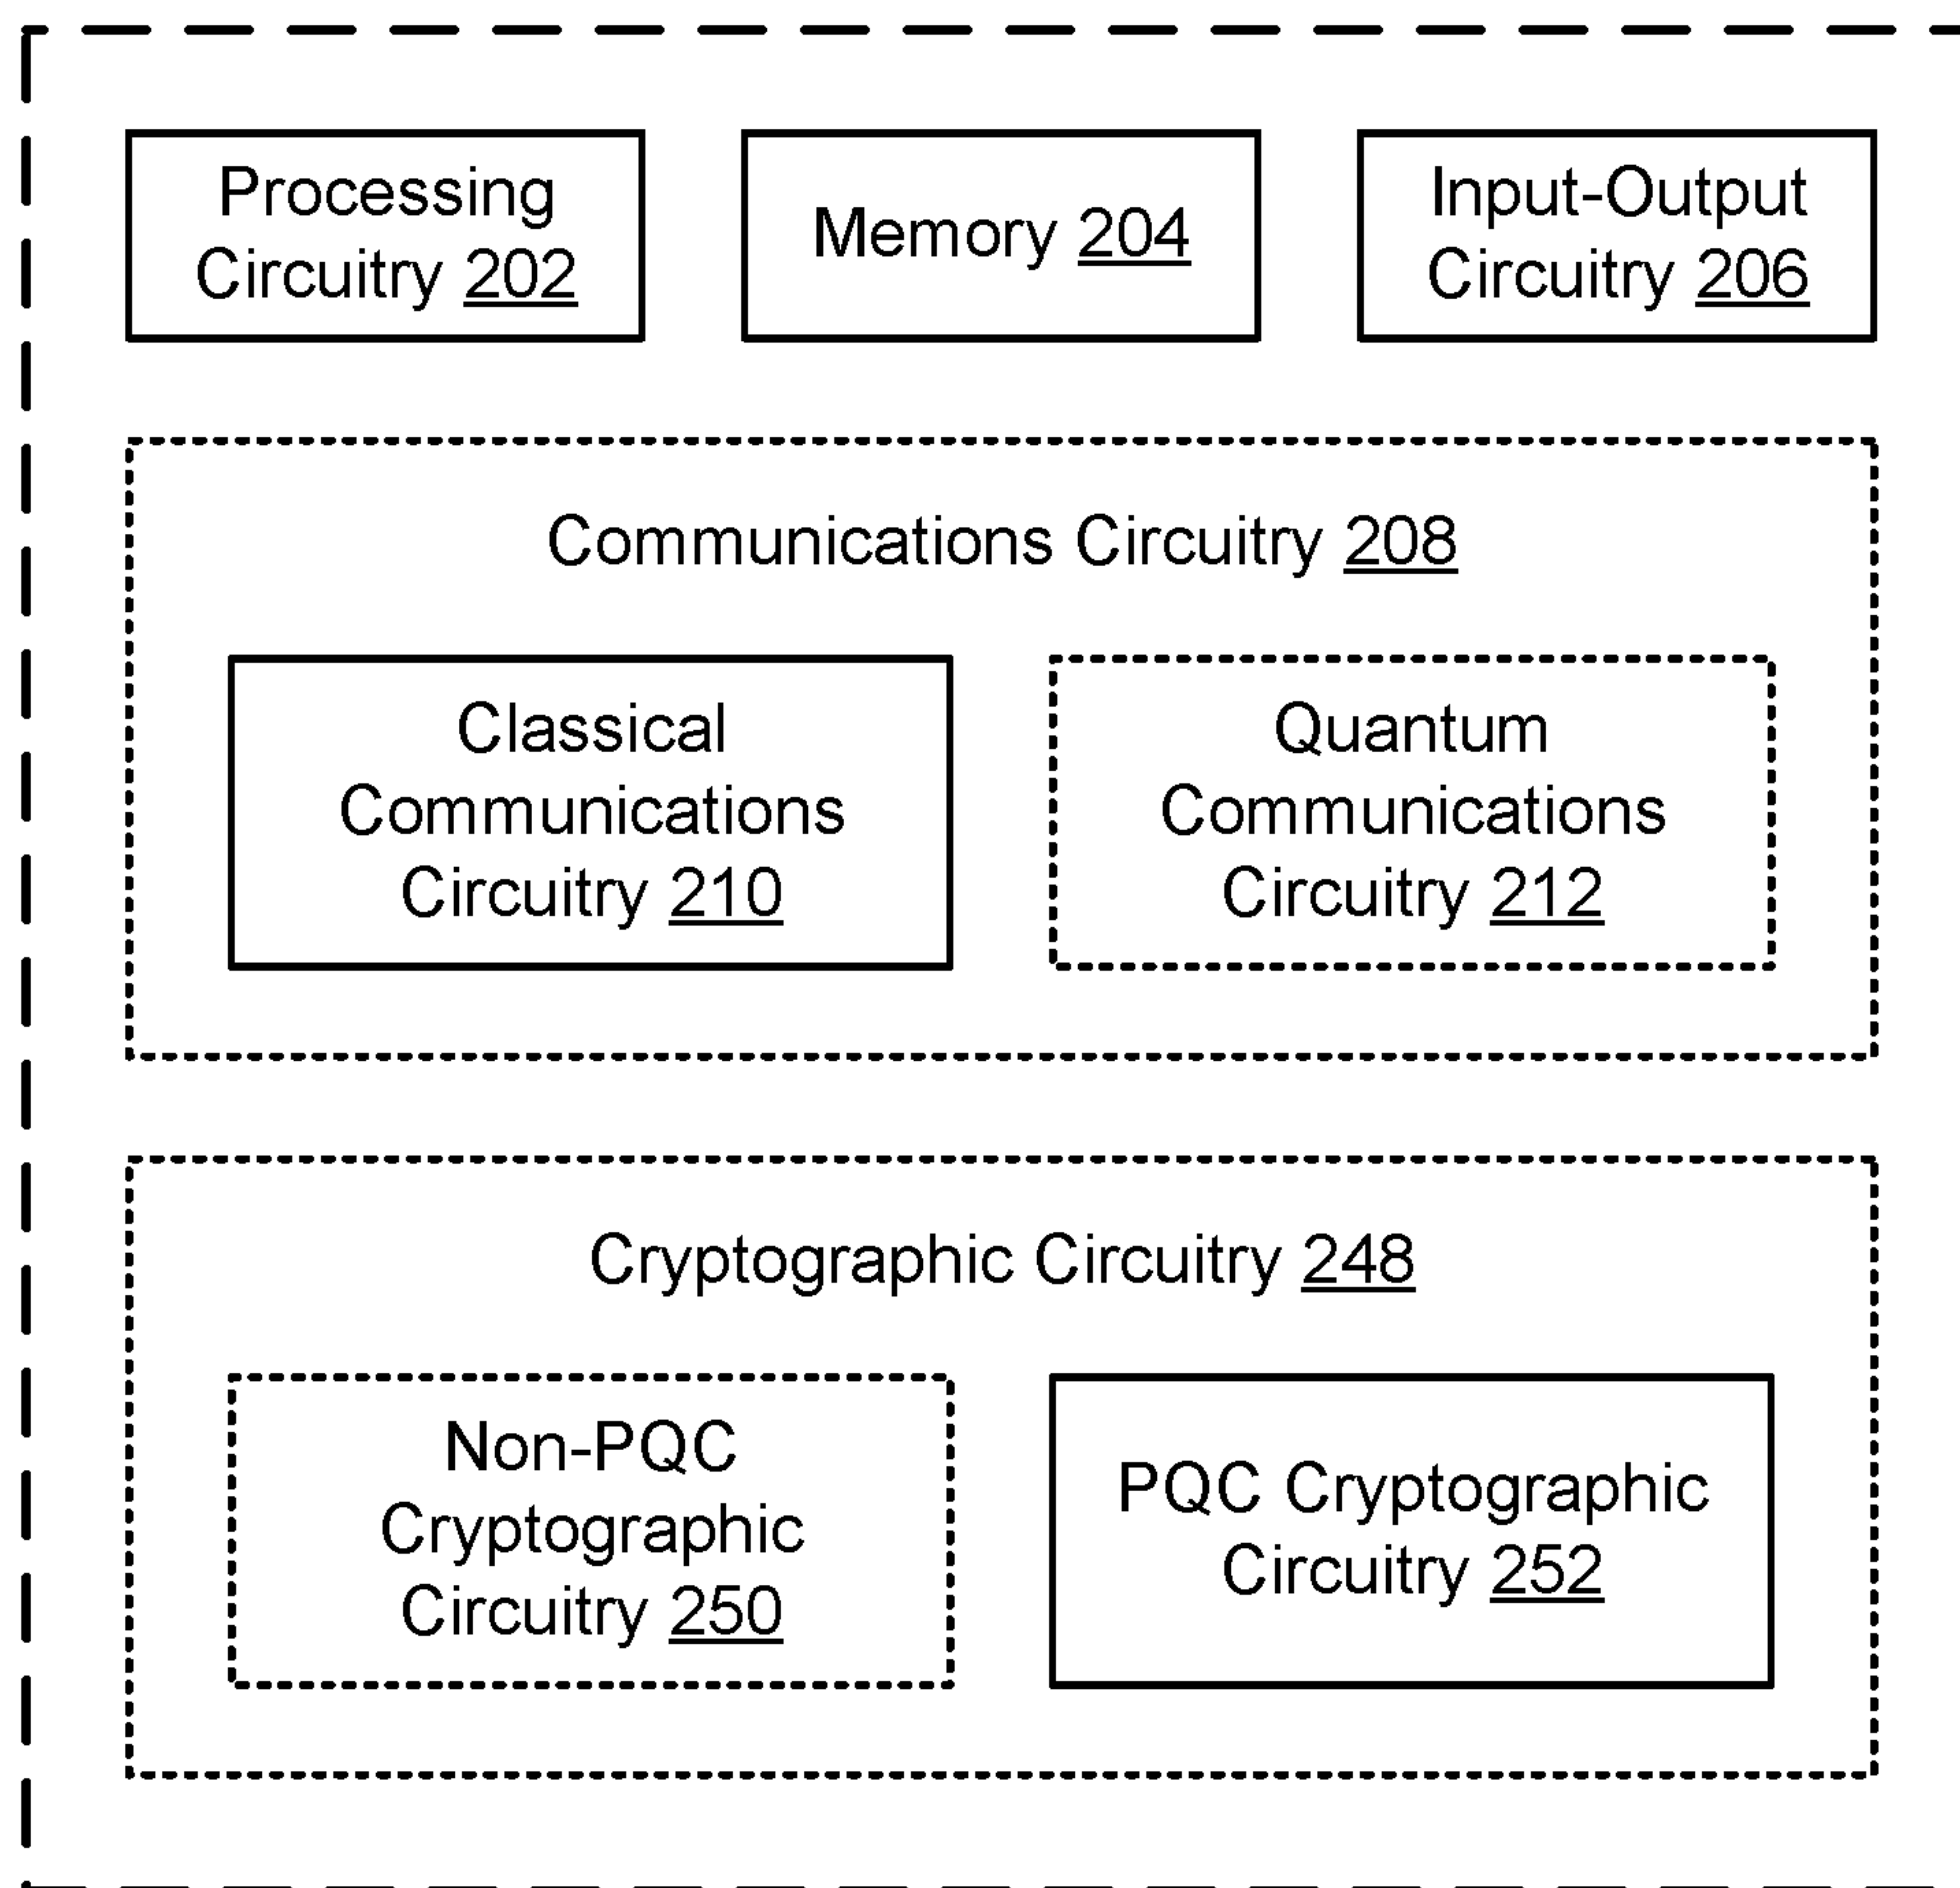 Processing
Circuitry 202
Memory 204
Input-Output
Circuitry 206
Communications Circuitry 208
Classical
Communications
Circuitry 210
Quantum
Communications
Circuitry 212
Cryptographic Circuitry 248
Non-PQC
Cryptographic
Circuitry 250
PQC Cryptographic
Circuitry 252